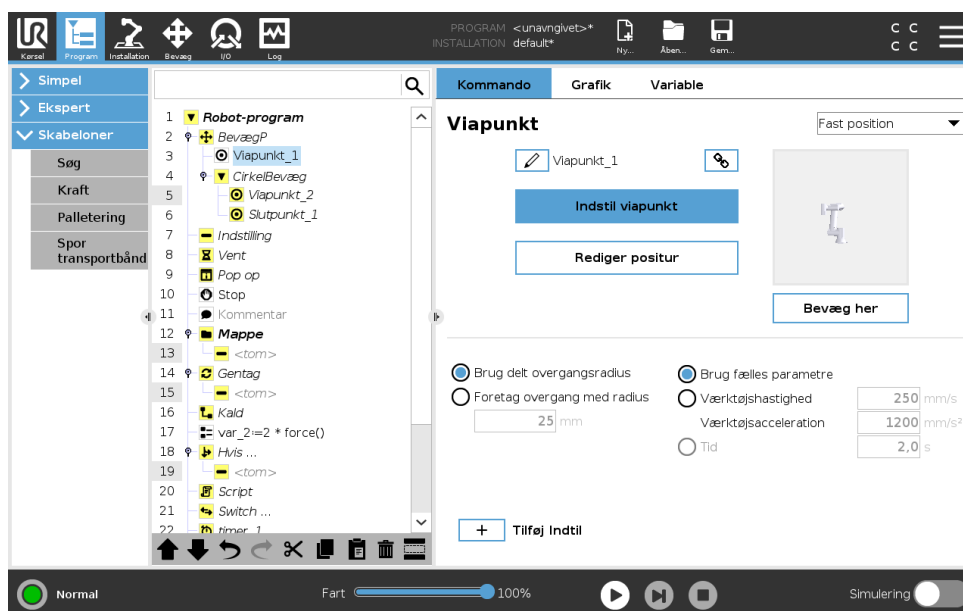 PROGRAM <unavngivet>*
INSTALLATION default*
Kørsel Program Installation Bevæg I/O Log Ny... Åben... Gem...
C C
C C
Simpel
Ekspert
Skabeloner
Søg
Kraft
Palletering
Spor
transportbånd
1 Robot-program
2 BevægP
3 Viapunkt_1
4 CirkelBevæg
5 Viapunkt_2
6 Slutpunkt_1
7 Indstilling
8 Vent
9 Pop op
10 Stop
11 Kommentar
12 Mappe
13 <tom>
14 Gentag
15 <tom>
16 Kald
17 var_2:=2 * force()
18 Hvis ...
19 <tom>
20 Script
21 Switch ...
22 timer_1
Kommando Grafik Variable
Viapunkt
Fast position
Viapunkt_1
Indstil viapunkt
Rediger positur
Bevæg her
Brug delt overgangsradius
Foretag overgang med radius
25 mm
Brug fælles parametre
Værktøjshastighed 250 mm/s
Værktøjsacceleration 1200 mm/s²
Tid 2,0 s
+ Tilføj Indtil
Normal
Fart 100%
Simulering